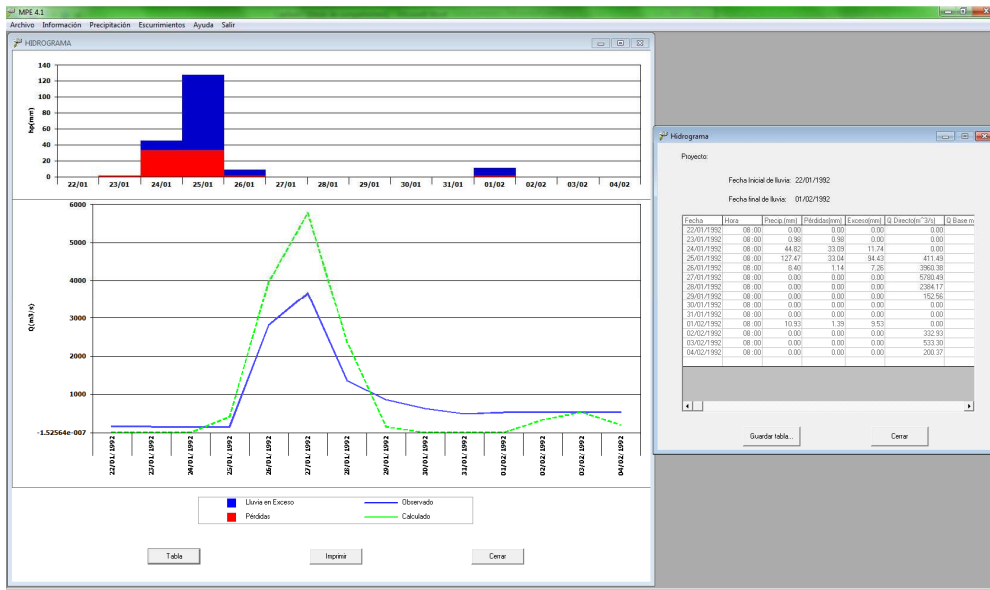 MPE 4.1
Archivo Información Precipitación Escurrimientos Ayuda Salir
HIDROGRAMA
140
120
100
80
60
40
20
0
hp(mm)
22/01 23/01 24/01 25/01 26/01 27/01 28/01 29/01 30/01 31/01 01/02 02/02 03/02 04/02
6000
5000
4000
3000
2000
1000
-1.52564e-007
Q(m3/s)
22/01/1992 23/01/1992 24/01/1992 25/01/1992 26/01/1992 27/01/1992 28/01/1992 29/01/1992 30/01/1992 31/01/1992 01/02/1992 02/02/1992 03/02/1992 04/02/1992
Lluvia en Exceso Observado
Pérdidas Calculado
Tabla Imprimir Cerrar
Hidrograma
Proyecto:
Fecha Inicial de lluvia: 22/01/1992
Fecha final de lluvia: 01/02/1992
Fecha Hora Precip.(mm) Pérdidas(mm) Exceso(mm) Q Directo(m^3/s) Q Base m
22/01/1992 08:00 0.00 0.00 0.00 0.00
23/01/1992 08:00 0.98 0.98 0.00 0.00
24/01/1992 08:00 44.82 33.09 11.74 0.00
25/01/1992 08:00 127.47 33.04 94.43 411.49
26/01/1992 08:00 8.40 1.14 7.26 3960.38
27/01/1992 08:00 0.00 0.00 0.00 5780.49
28/01/1992 08:00 0.00 0.00 0.00 2384.17
29/01/1992 08:00 0.00 0.00 0.00 152.56
30/01/1992 08:00 0.00 0.00 0.00 0.00
31/01/1992 08:00 0.00 0.00 0.00 0.00
01/02/1992 08:00 10.93 1.39 9.53 0.00
02/02/1992 08:00 0.00 0.00 0.00 332.93
03/02/1992 08:00 0.00 0.00 0.00 533.30
04/02/1992 08:00 0.00 0.00 0.00 200.37
Guardar tabla... Cerrar